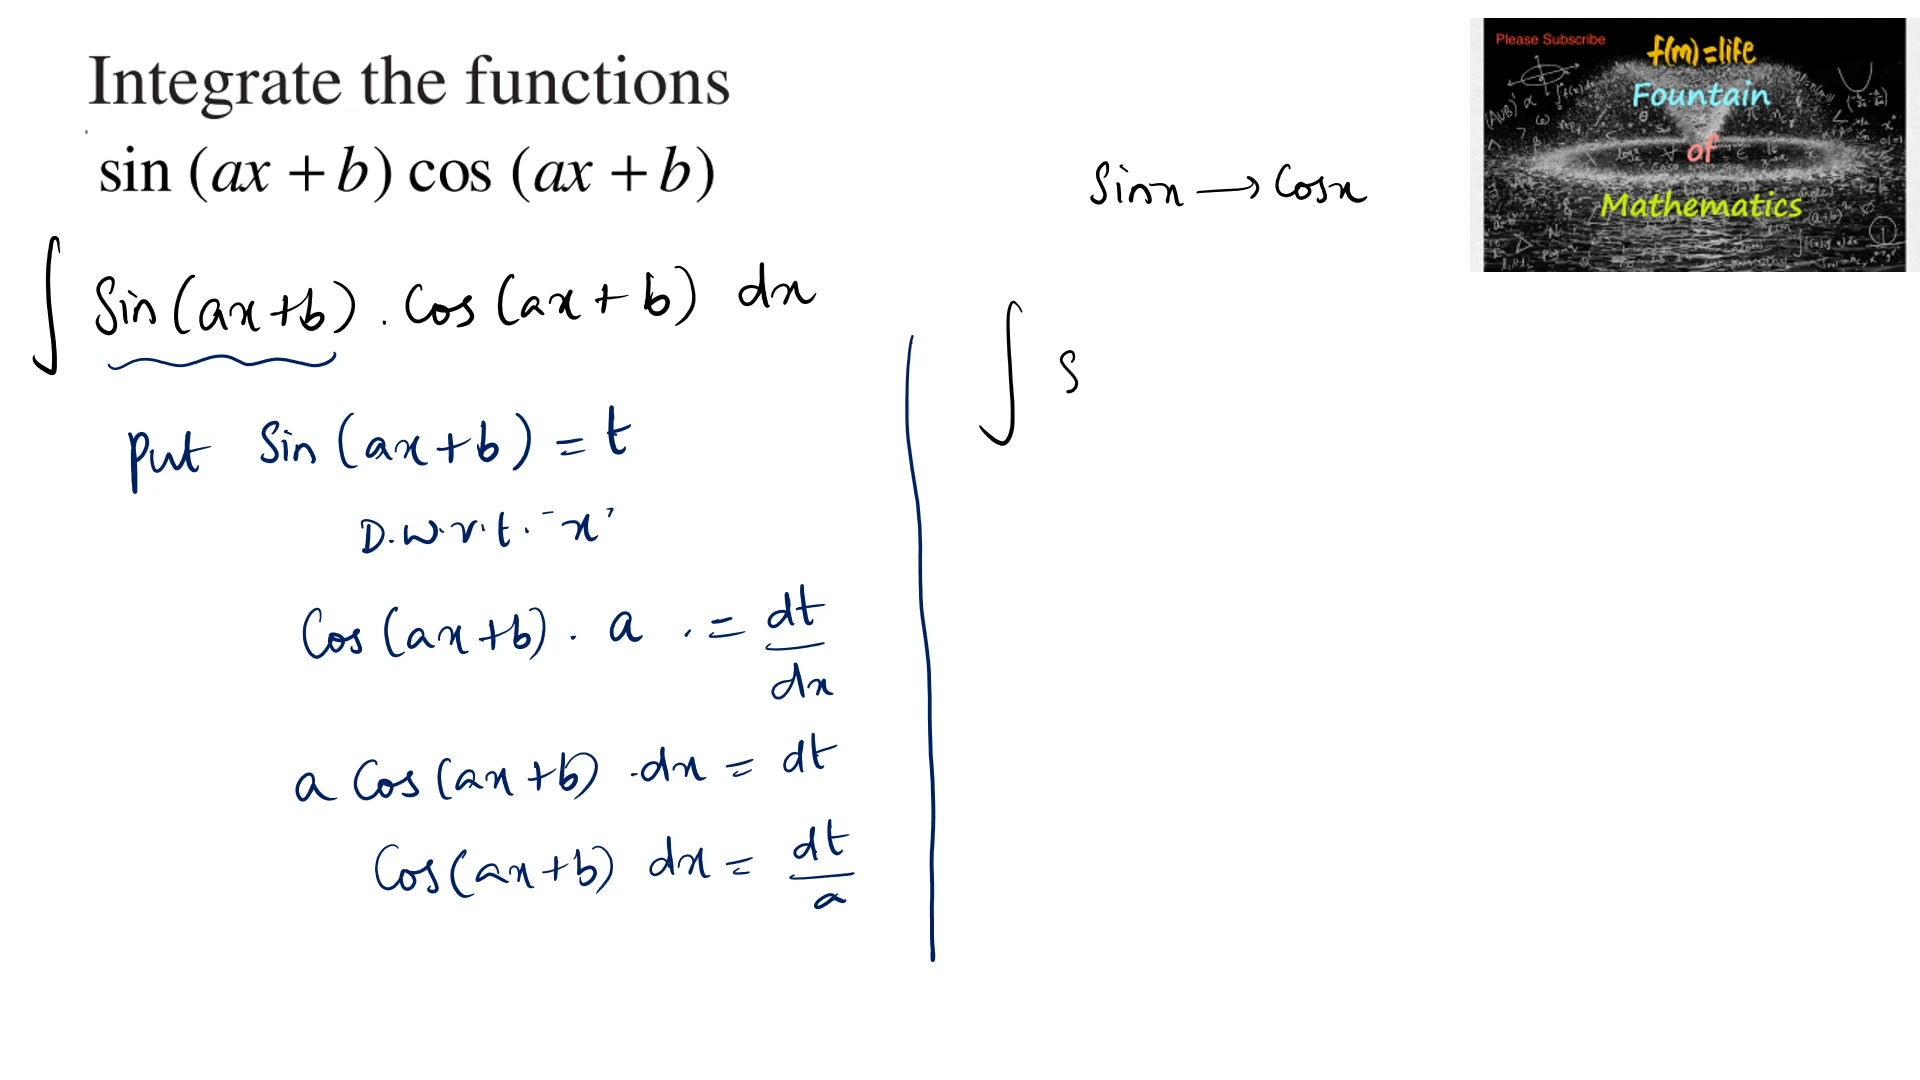 Integrate the functions
sin (ax + b) cos (ax + b)
∫ Sin(ax+b) . Cos(ax+b) dx
Put Sin(ax+b) = t
D.w.r.t. 'x'
Cos(ax+b) . a . = dt/dx
a Cos(ax+b) .dx = dt
Cos(ax+b) dx = dt/a
Sinx → Cosx
∫ S
Please Subscribe
f(m)=life
Fountain
of
Mathematics